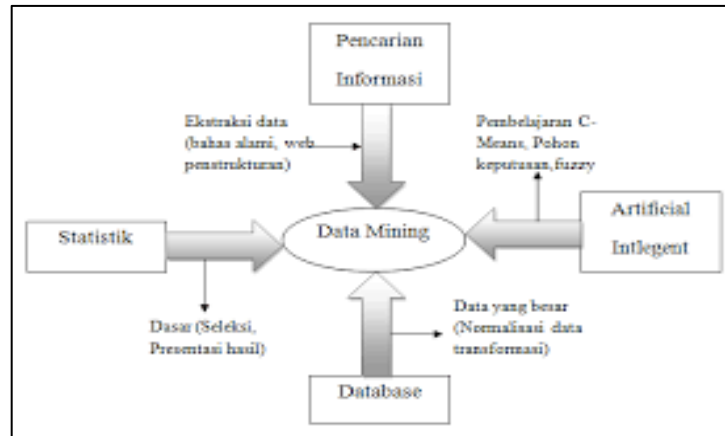 Pencarian
Informasi
Ekstraksi data
(bahas alami, web
penstrukturan)
Pembelajaran C-
Means, Pohon
keputusan,fuzzy
Statistik
Data Mining
Artificial
Intlegent
Dasar (Seleksi,
Presentasi hasil)
Data yang besar
(Normalisasi data
transformasi)
Database